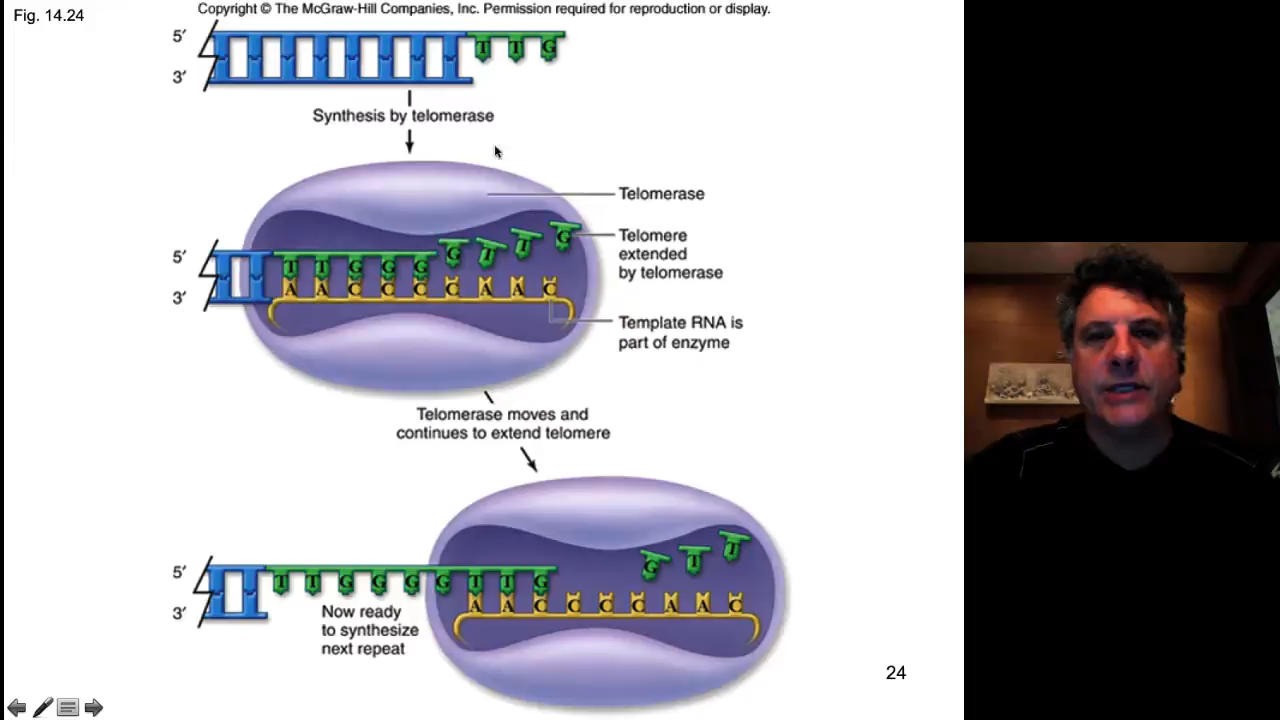 Copyright © The McGraw-Hill Companies, Inc. Permission required for reproduction or display.
Fig. 14.24
5′
T T G
3′
Synthesis by telomerase
Telomerase
Telomere
extended
by telomerase
5′
T T G G G G T T G
A A C C C C A A C
3′
Template RNA is
part of enzyme
Telomerase moves and
continues to extend telomere
G T T
5′
T T G G G G T T G
A A C C C C A A C
3′
Now ready
to synthesize
next repeat
24